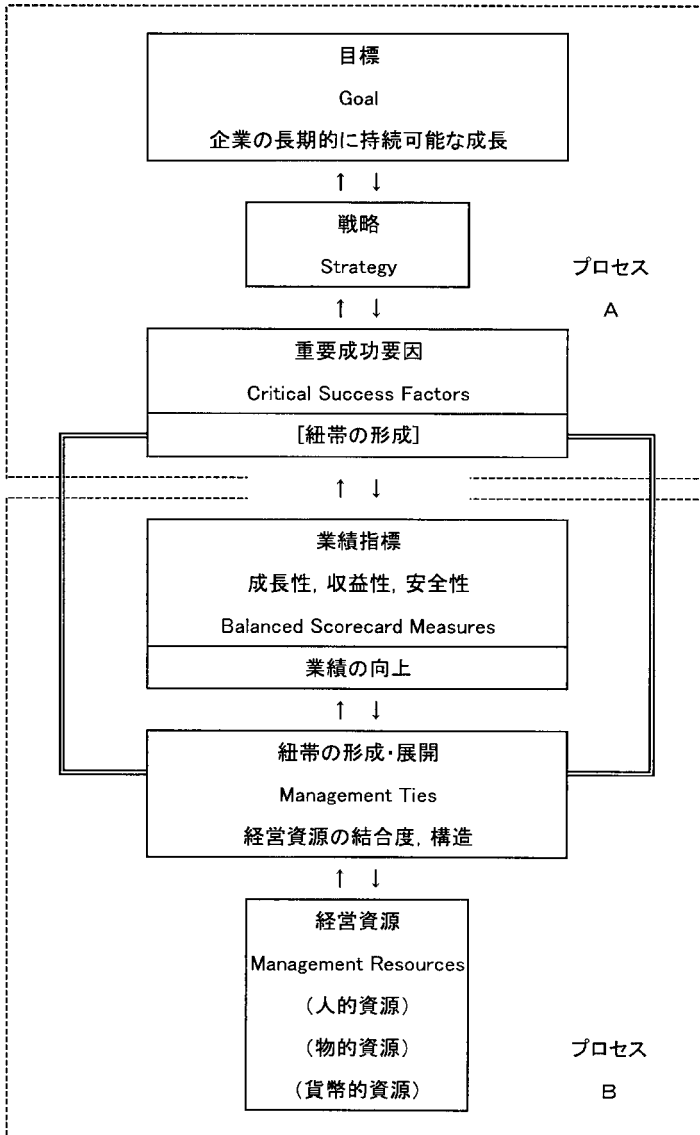 目標
Goal
企業の長期的に持続可能な成長
↑ ↓
戦略
Strategy
プロセス
A
↑ ↓
重要成功要因
Critical Success Factors
[紐帯の形成]
↑ ↓
業績指標
成長性, 収益性, 安全性
Balanced Scorecard Measures
業績の向上
↑ ↓
紐帯の形成・展開
Management Ties
経営資源の結合度, 構造
↑ ↓
経営資源
Management Resources
(人的資源)
(物的資源)
(貨幣的資源)
プロセス
B